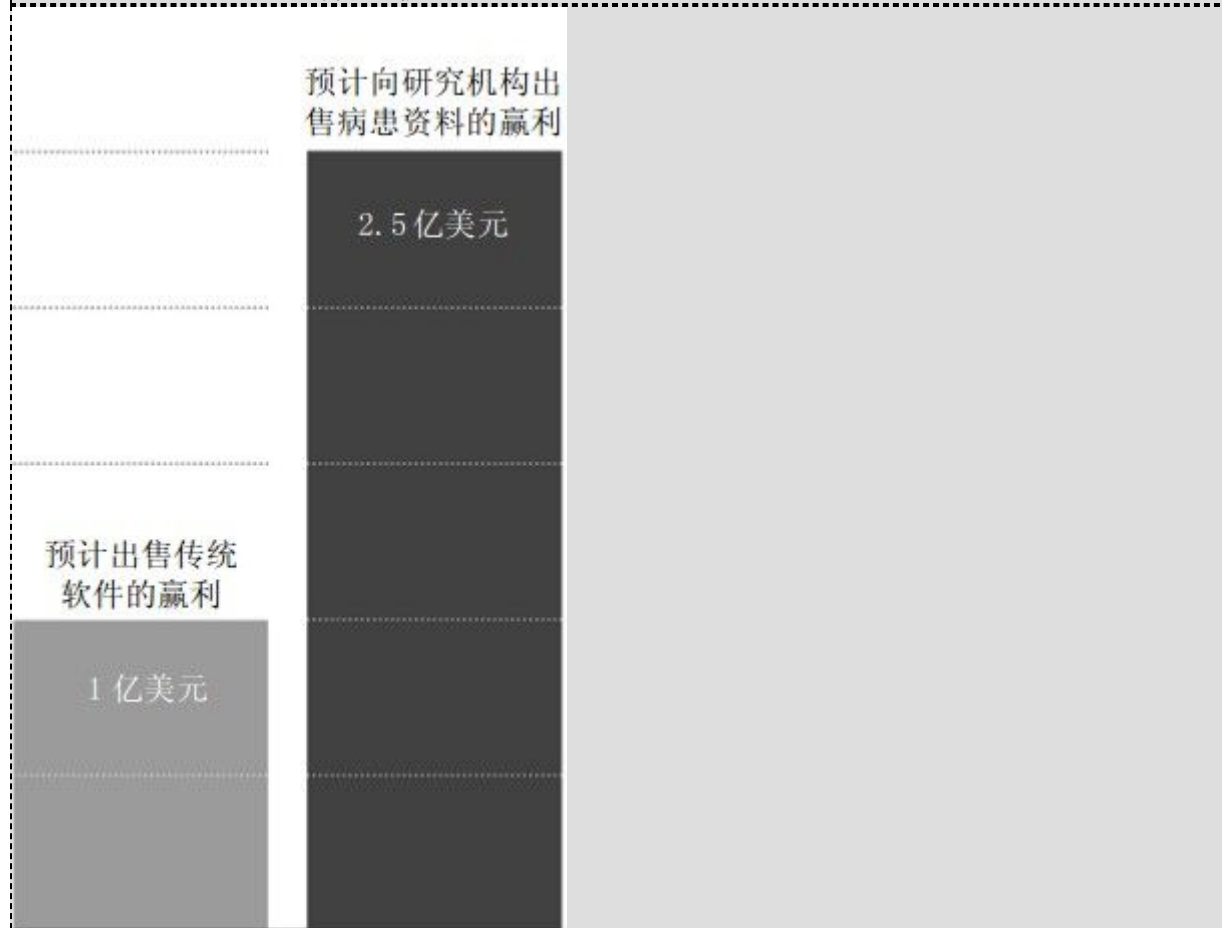 预计向研究机构出
售病患资料的赢利
2.5亿美元
预计出售传统
软件的赢利
1亿美元